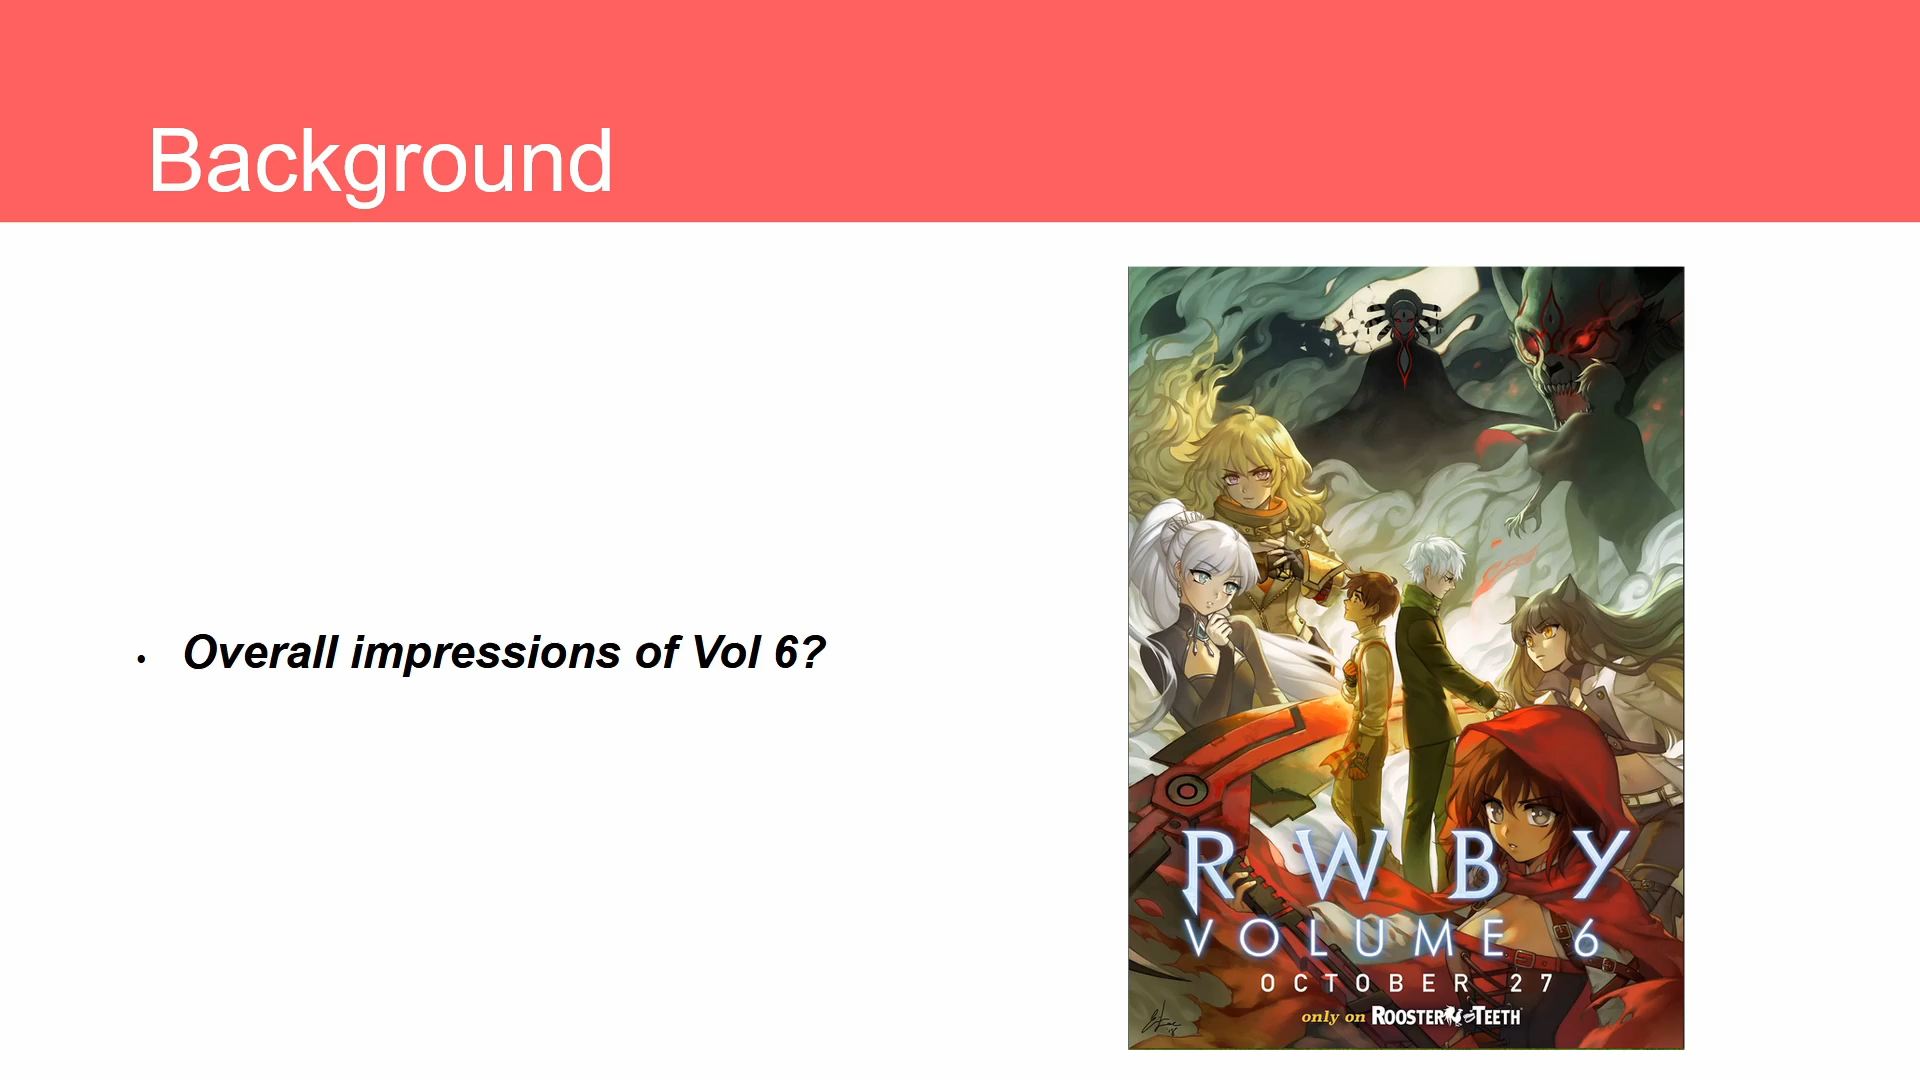 Background
• Overall impressions of Vol 6?
RWBY
VOLUME 6
OCTOBER 27
only on ROOSTER TEETH